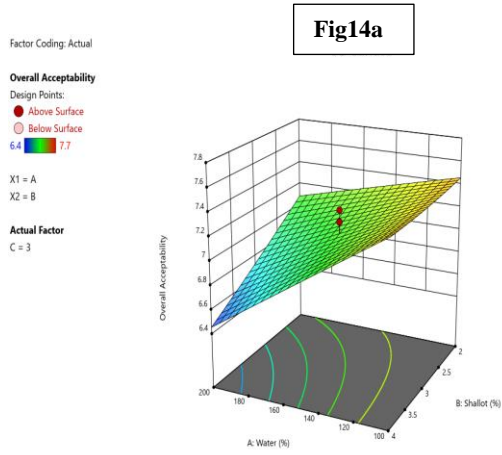 Fig14a
Factor Coding: Actual
Overall Acceptability
Design Points:
Above Surface
Below Surface
6.4 7.7
X1 = A
X2 = B
Actual Factor
C = 3
Overall Acceptability
7.8
7.6
7.4
7.2
7
6.8
6.6
6.4
200
180
160
140
120
100
A: Water (%)
2
2.5
3
3.5
4
B: Shallot (%)